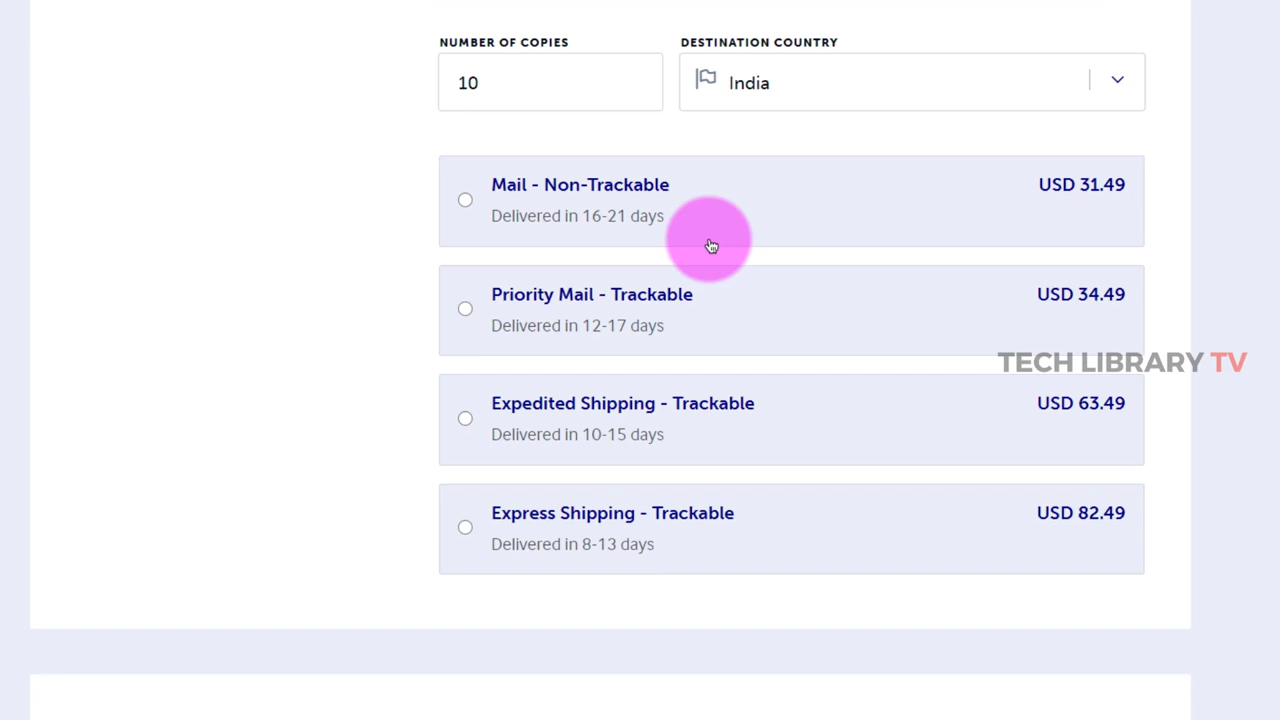 NUMBER OF COPIES
DESTINATION COUNTRY
10
India
Mail - Non-Trackable
USD 31.49
Delivered in 16-21 days
Priority Mail - Trackable
USD 34.49
Delivered in 12-17 days
TECH LIBRARY TV
Expedited Shipping - Trackable
USD 63.49
Delivered in 10-15 days
Express Shipping - Trackable
USD 82.49
Delivered in 8-13 days